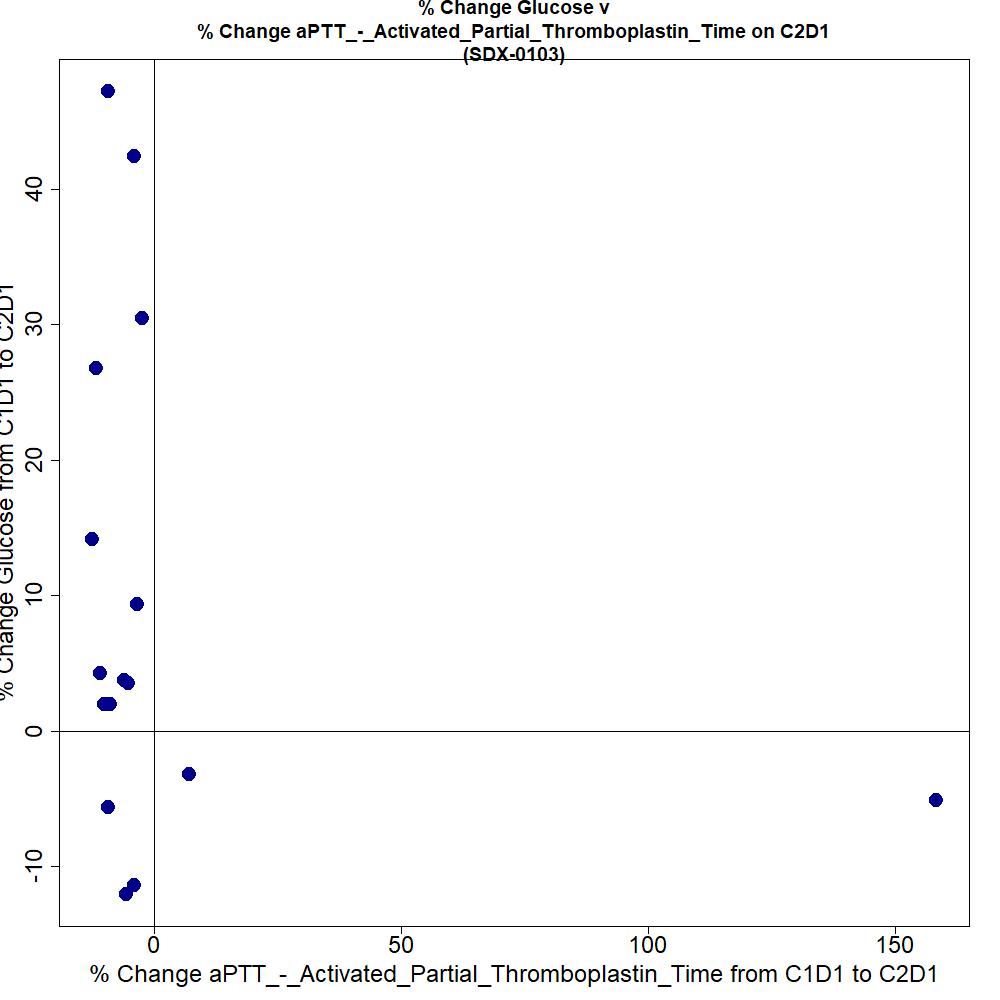 % Change Glucose v
% Change aPTT_-_Activated_Partial_Thromboplastin_Time on C2D1
(SDX-0103)
% Change Glucose from C1D1 to C2D1
40
30
20
10
0
-10
0 50 100 150
% Change aPTT_-_Activated_Partial_Thromboplastin_Time from C1D1 to C2D1